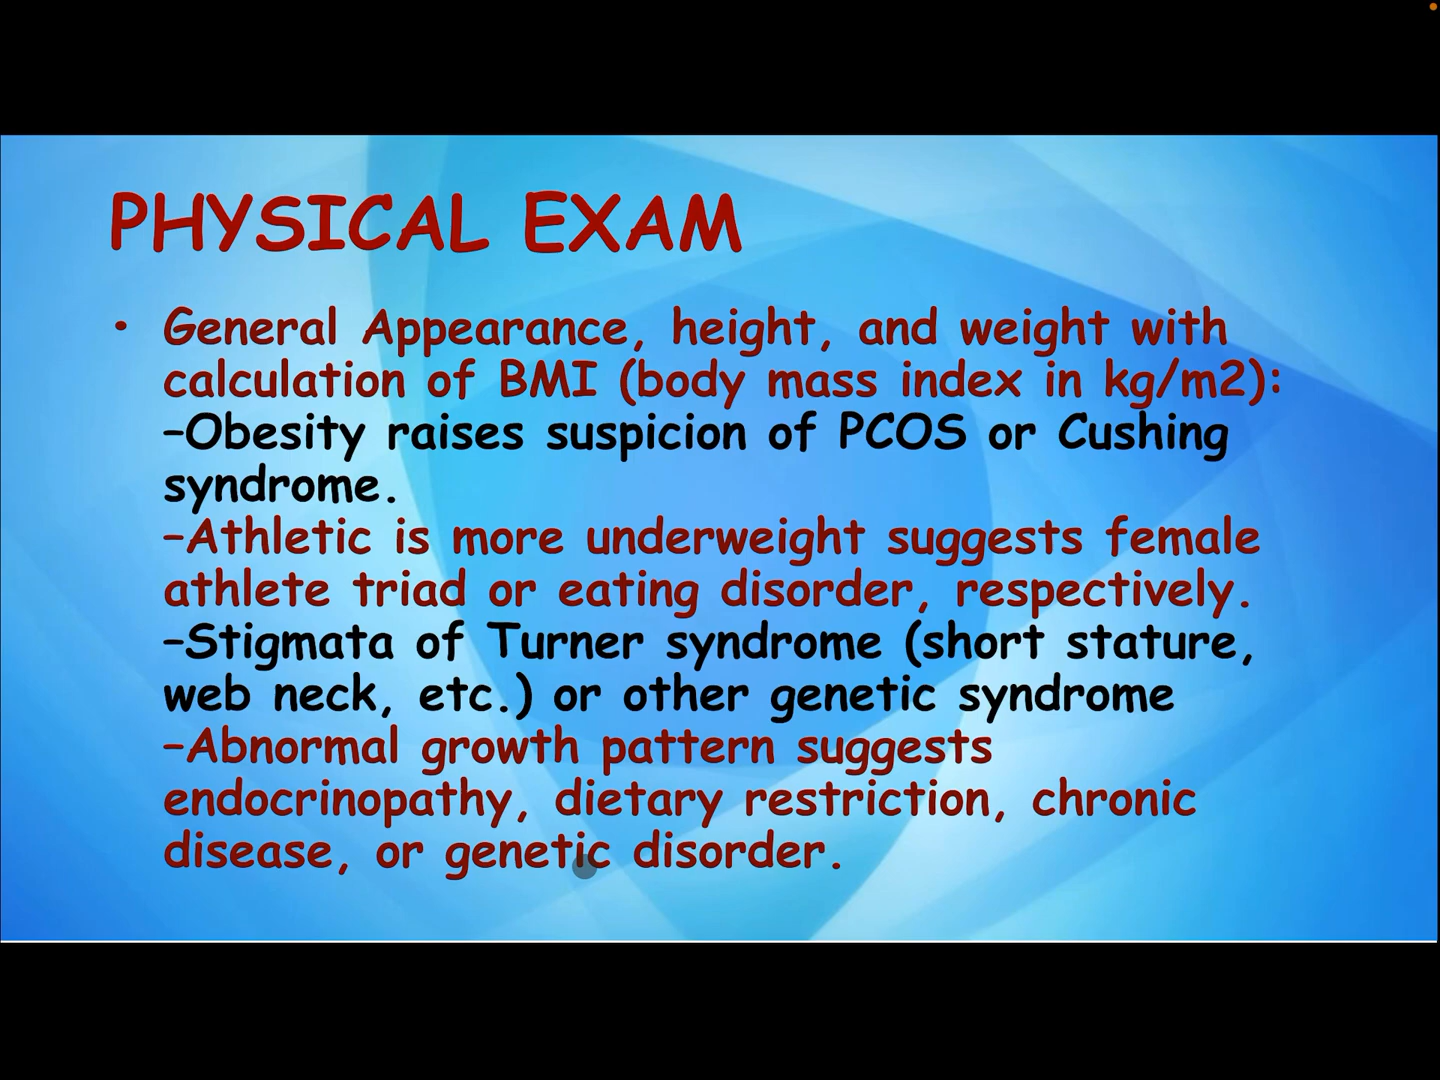 PHYSICAL EXAM
• General Appearance, height, and weight with
calculation of BMI (body mass index in kg/m2):
–Obesity raises suspicion of PCOS or Cushing
syndrome.
–Athletic is more underweight suggests female
athlete triad or eating disorder, respectively.
–Stigmata of Turner syndrome (short stature,
web neck, etc.) or other genetic syndrome
–Abnormal growth pattern suggests
endocrinopathy, dietary restriction, chronic
disease, or genetic disorder.